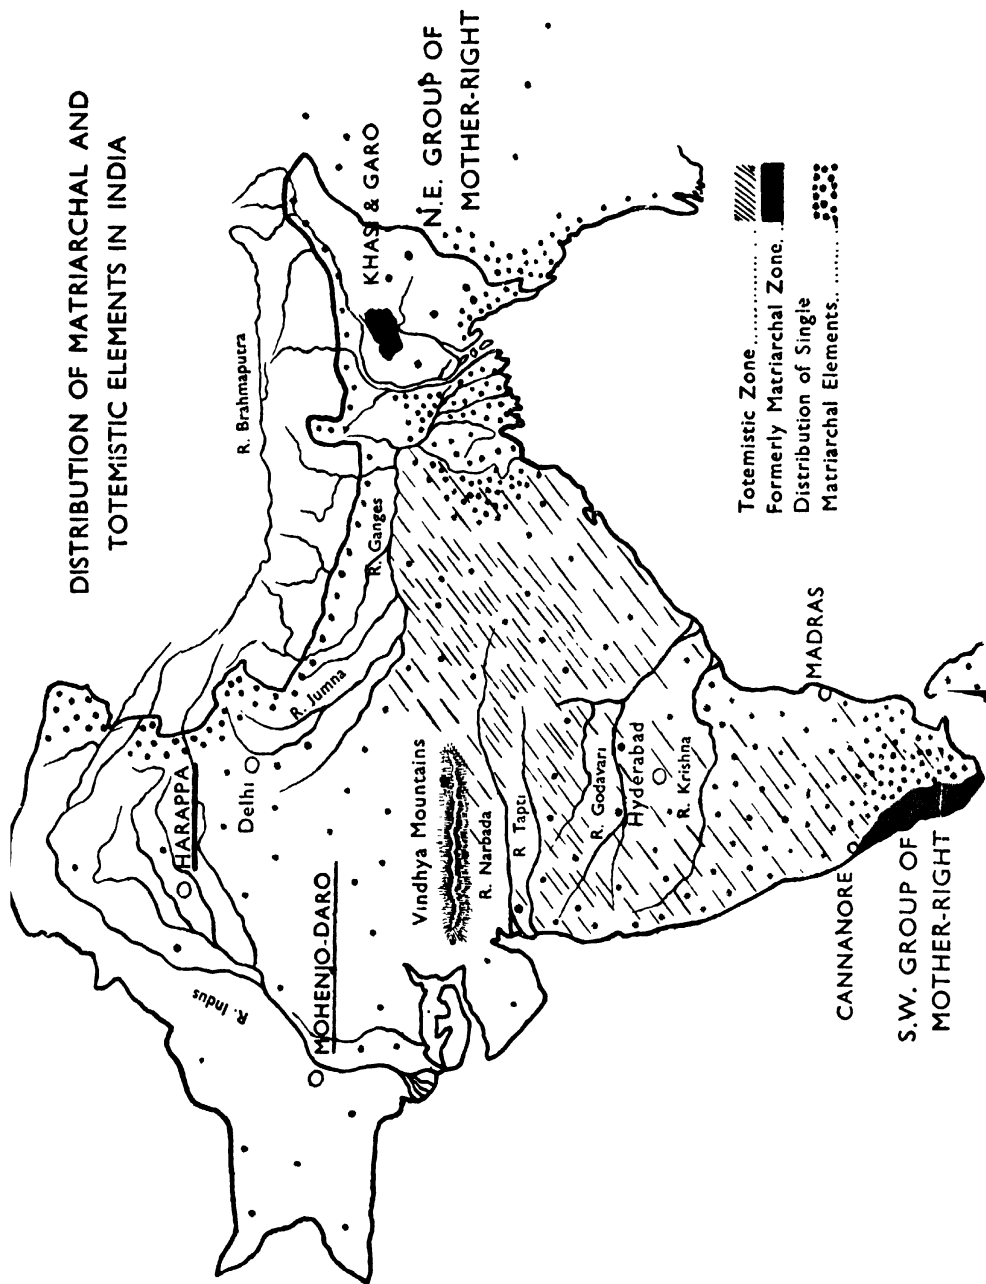 DISTRIBUTION OF MATRIARCHAL AND
TOTEMISTIC ELEMENTS IN INDIA
R. Brahmaputra
KHASI & GARO
N.E. GROUP OF
MOTHER-RIGHT
R. Ganges
R. Jumna
HARAPPA
Delhi
R. Indus
MOHENJO-DARO
Vindhya Mountains
R. Narbada
R Tapti
R. Godavari
Hyderabad
R. Krishna
MADRAS
CANNANORE
S.W. GROUP OF
MOTHER-RIGHT
Totemistic Zone
Formerly Matriarchal Zone
Distribution of Single
Matriarchal Elements